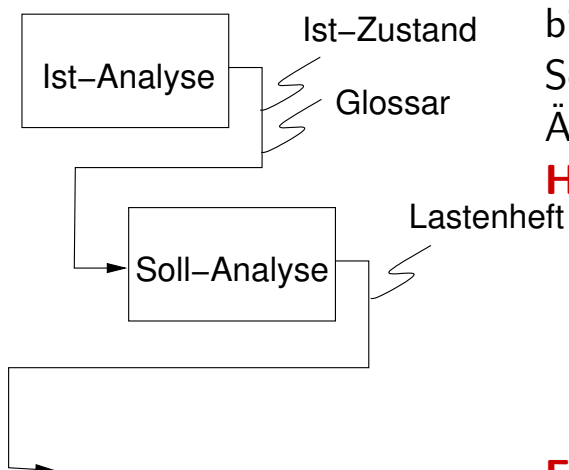 Ist–Zustand
Ist–Analyse
Glossar
Lastenheft
Soll–Analyse